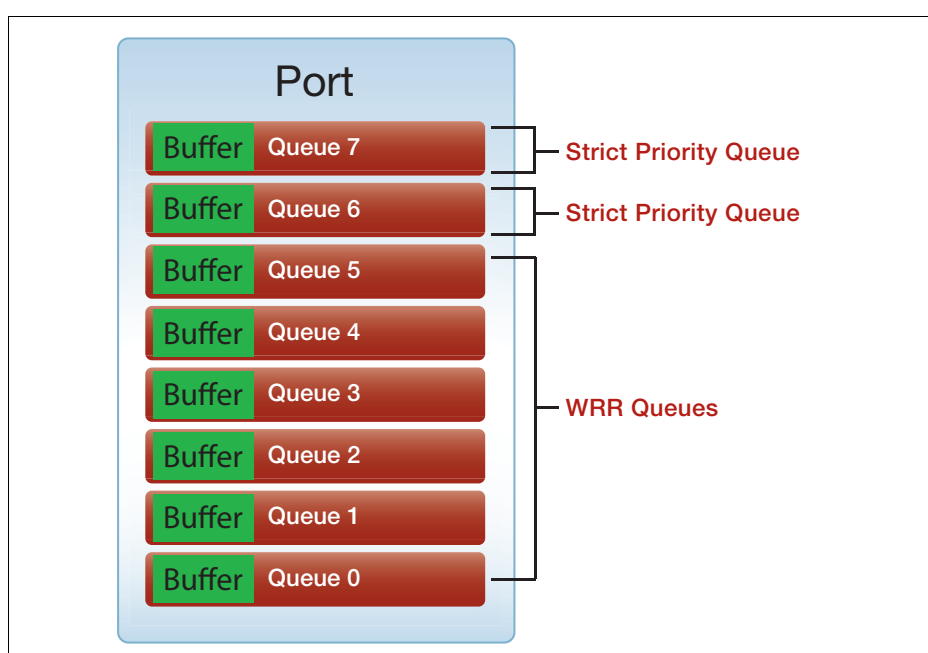 Port
Buffer Queue 7
Strict Priority Queue
Buffer Queue 6
Strict Priority Queue
Buffer Queue 5
Buffer Queue 4
Buffer Queue 3
WRR Queues
Buffer Queue 2
Buffer Queue 1
Buffer Queue 0